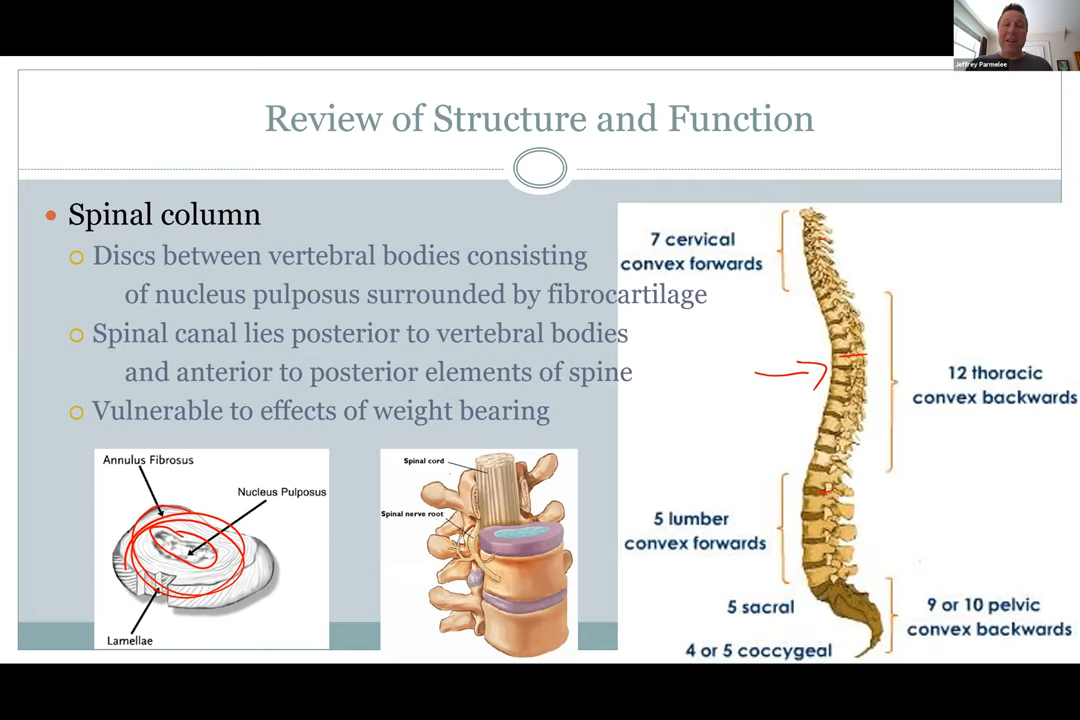 Jeffrey Parmelee
Review of Structure and Function
Spinal column
Discs between vertebral bodies consisting
of nucleus pulposus surrounded by fibrocartilage
Spinal canal lies posterior to vertebral bodies
and anterior to posterior elements of spine
Vulnerable to effects of weight bearing
Annulus Fibrosus
Nucleus Pulposus
Lamellae
Spinal cord
Spinal nerve root
7 cervical
convex forwards
12 thoracic
convex backwards
5 lumber
convex forwards
5 sacral
9 or 10 pelvic
convex backwards
4 or 5 coccygeal